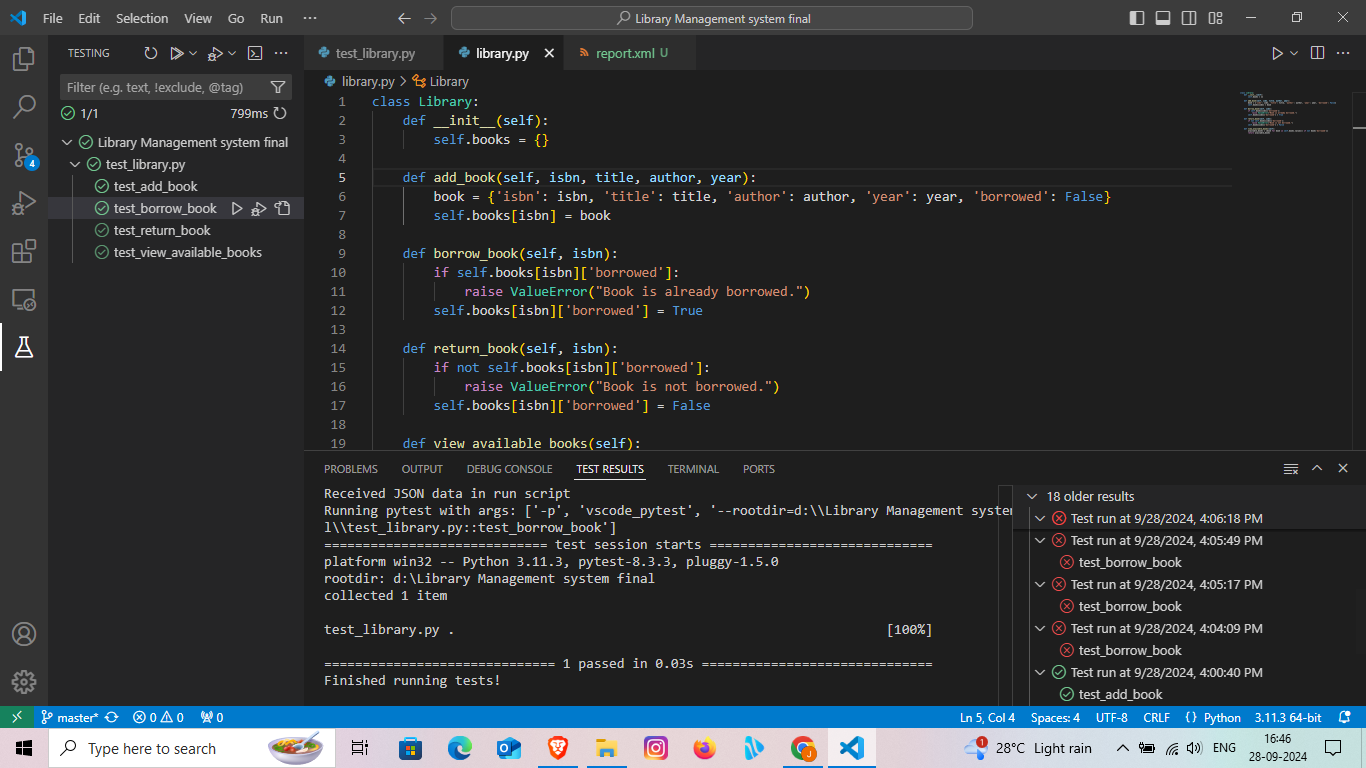 File Edit Selection View Go Run ··· Library Management system final
TESTING
test_library.py library.py report.xml U
Filter (e.g. text, !exclude, @tag)
library.py > Library
1/1 799ms
Library Management system final
test_library.py
test_add_book
test_borrow_book
test_return_book
test_view_available_books
4
1 class Library:
2 def __init__(self):
3 self.books = {}
4
5 def add_book(self, isbn, title, author, year):
6 book = {'isbn': isbn, 'title': title, 'author': author, 'year': year, 'borrowed': False}
7 self.books[isbn] = book
8
9 def borrow_book(self, isbn):
10 if self.books[isbn]['borrowed']:
11 raise ValueError("Book is already borrowed.")
12 self.books[isbn]['borrowed'] = True
13
14 def return_book(self, isbn):
15 if not self.books[isbn]['borrowed']:
16 raise ValueError("Book is not borrowed.")
17 self.books[isbn]['borrowed'] = False
18
19 def view_available_books(self):
PROBLEMS OUTPUT DEBUG CONSOLE TEST RESULTS TERMINAL PORTS
Received JSON data in run script
Running pytest with args: ['-p', 'vscode_pytest', '--rootdir=d:\\Library Management system
l\\test_library.py::test_borrow_book']
============================= test session starts =============================
platform win32 -- Python 3.11.3, pytest-8.3.3, pluggy-1.5.0
rootdir: d:\Library Management system final
collected 1 item
test_library.py . [100%]
============================== 1 passed in 0.03s ==============================
Finished running tests!
18 older results
Test run at 9/28/2024, 4:06:18 PM
Test run at 9/28/2024, 4:05:49 PM
test_borrow_book
Test run at 9/28/2024, 4:05:17 PM
test_borrow_book
Test run at 9/28/2024, 4:04:09 PM
test_borrow_book
Test run at 9/28/2024, 4:00:40 PM
test_add_book
master* 0 0 0 Ln 5, Col 4 Spaces: 4 UTF-8 CRLF {} Python 3.11.3 64-bit
Type here to search 1 28°C Light rain ENG 16:46
28-09-2024